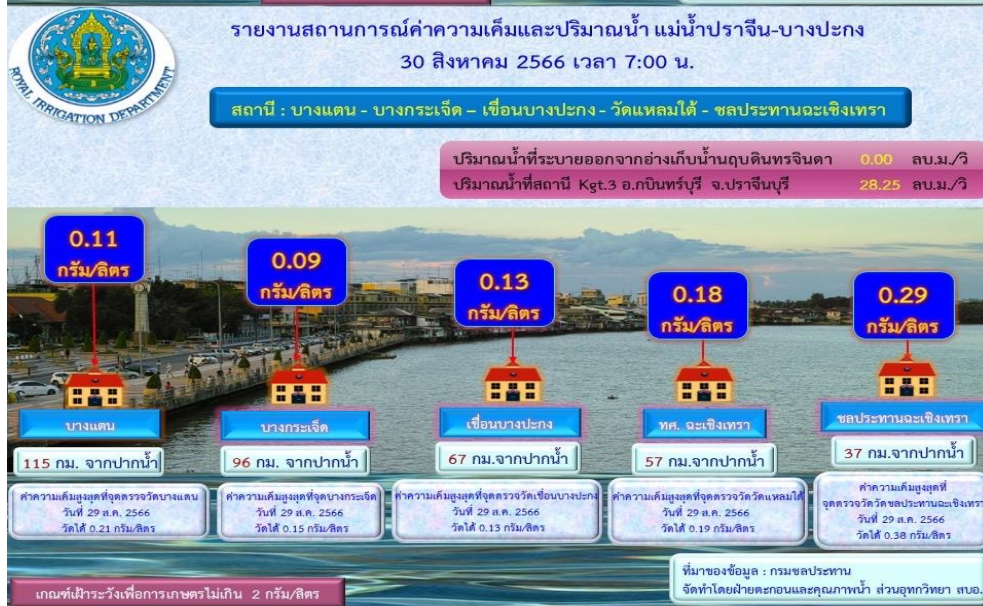 รายงานสถานการณ์ค่าความเค็มและปริมาณน้ำ แม่น้ำปราจีน-บางปะกง
30 สิงหาคม 2566 เวลา 7:00 น.
ROYAL IRRIGATION DEPARTMENT
สถานี : บางแตน - บางกระเจ็ด – เขื่อนบางปะกง - วัดแหลมใต้ - ชลประทานฉะเชิงเทรา
ปริมาณน้ำที่ระบายออกจากอ่างเก็บน้ำนฤบดินทรจินดา 0.00 ลบ.ม./วิ
ปริมาณน้ำที่สถานี Kgt.3 อ.กบินทร์บุรี จ.ปราจีนบุรี 28.25 ลบ.ม./วิ
0.11
กรัม/ลิตร
0.09
กรัม/ลิตร
0.13
กรัม/ลิตร
0.18
กรัม/ลิตร
0.29
กรัม/ลิตร
บางแตน
บางกระเจ็ด
เขื่อนบางปะกง
ทศ. ฉะเชิงเทรา
ชลประทานฉะเชิงเทรา
115 กม. จากปากน้ำ
96 กม. จากปากน้ำ
67 กม.จากปากน้ำ
57 กม.จากปากน้ำ
37 กม.จากปากน้ำ
ค่าความเค็มสูงสุดที่จุดตรวจวัดบางแตน
วันที่ 29 ส.ค. 2566
วัดได้ 0.21 กรัม/ลิตร
ค่าความเค็มสูงสุดที่จุดบางกระเจ็ด
วันที่ 29 ส.ค. 2566
วัดได้ 0.15 กรัม/ลิตร
ค่าความเค็มสูงสุดที่จุดตรวจวัดเขื่อนบางปะกง
วันที่ 29 ส.ค. 2566
วัดได้ 0.13 กรัม/ลิตร
ค่าความเค็มสูงสุดที่จุดตรวจวัดวัดแหลมใต้
วันที่ 29 ส.ค. 2566
วัดได้ 0.19 กรัม/ลิตร
ค่าความเค็มสูงสุดที่
จุดตรวจวัดวัดชลประทานฉะเชิงเทรา
วันที่ 29 ส.ค. 2566
วัดได้ 0.38 กรัม/ลิตร
เกณฑ์เฝ้าระวังเพื่อการเกษตรไม่เกิน 2 กรัม/ลิตร
ที่มาของข้อมูล : กรมชลประทาน
จัดทำโดยฝ่ายตะกอนและคุณภาพน้ำ ส่วนอุทกวิทยา สบอ.